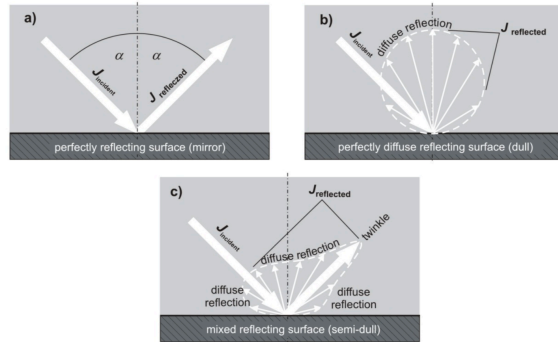 a)
α α
J incident
J refleczed
perfectly reflecting surface (mirror)
b)
diffuse reflection
J incident
J reflected
perfectly diffuse reflecting surface (dull)
c)
J reflected
J incident
twinkle
diffuse reflection
diffuse
reflection
diffuse
reflection
mixed reflecting surface (semi-dull)